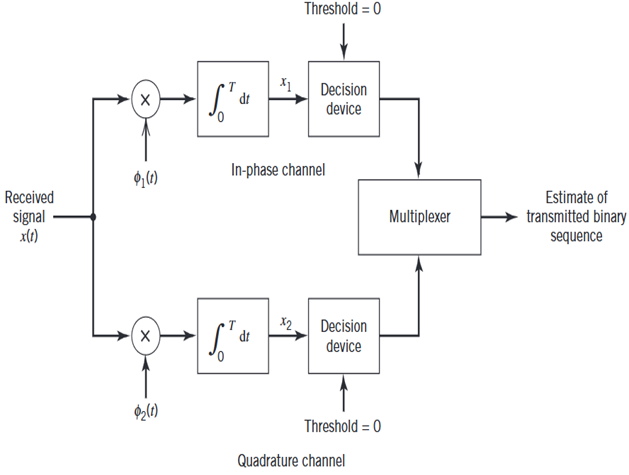 Threshold = 0
∫₀ᵀ dt
x₁
Decision
device
×
ϕ₁(t)
In-phase channel
Received
signal
x(t)
Multiplexer
Estimate of
transmitted binary
sequence
×
∫₀ᵀ dt
x₂
Decision
device
ϕ₂(t)
Threshold = 0
Quadrature channel